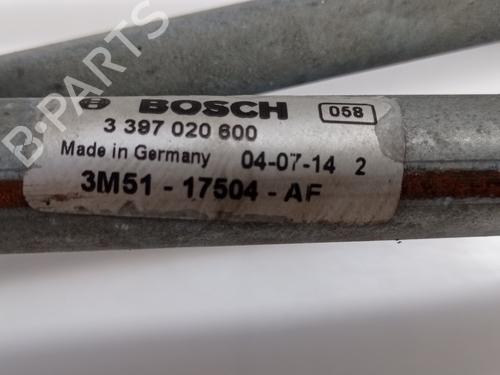 B-PARTS
BOSCH 058
3 397 020 600
Made in Germany 04-07-14 2
3M51 - 17504 - AF